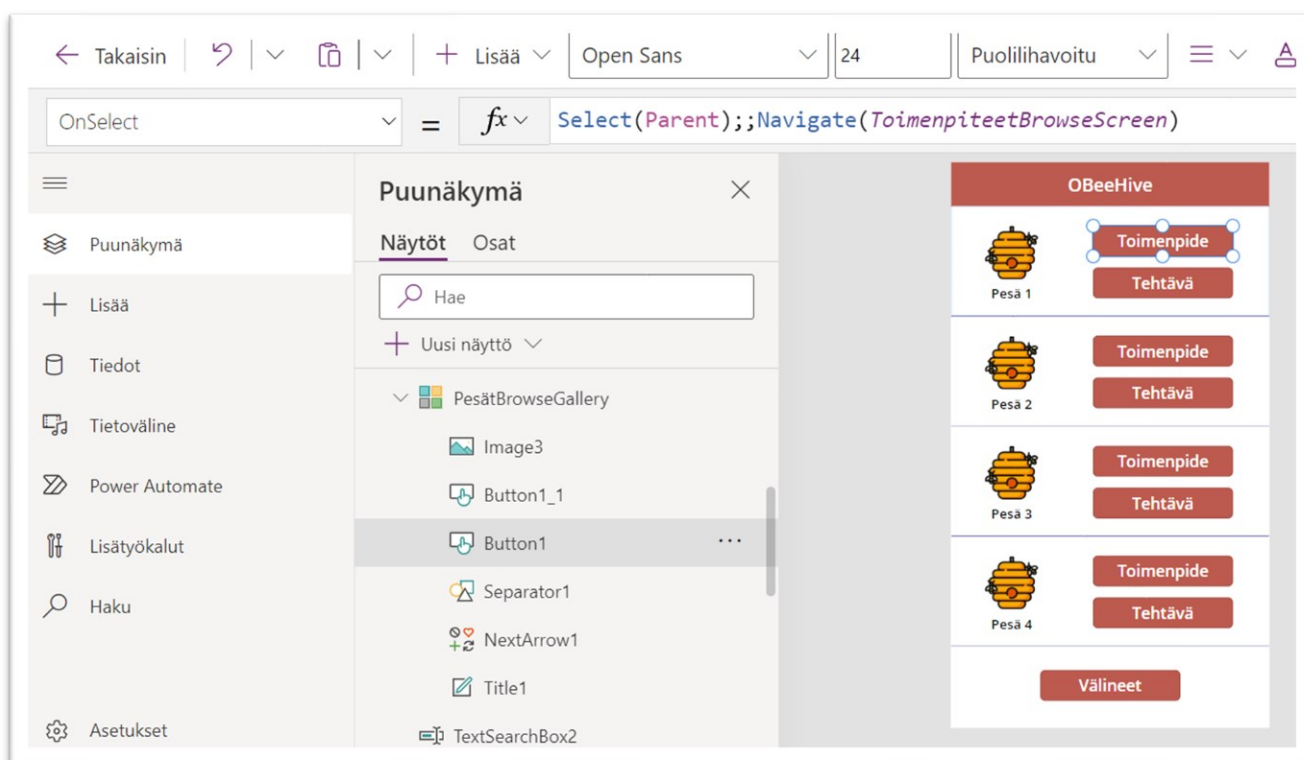 Takaisin
Lisää
Open Sans
24
Puolilihavoitu
A
OnSelect
=
fx
Select(Parent);;Navigate(ToimenpiteetBrowseScreen)
Puunäkymä
Lisää
Tiedot
Tietoväline
Power Automate
Lisätyökalut
Haku
Asetukset
Puunäkymä
Näytöt Osat
Hae
Uusi näyttö
PesätBrowseGallery
Image3
Button1_1
Button1
...
Separator1
NextArrow1
Title1
TextSearchBox2
OBeeHive
Toimenpide
Tehtävä
Pesä 1
Toimenpide
Tehtävä
Pesä 2
Toimenpide
Tehtävä
Pesä 3
Toimenpide
Tehtävä
Pesä 4
Välineet